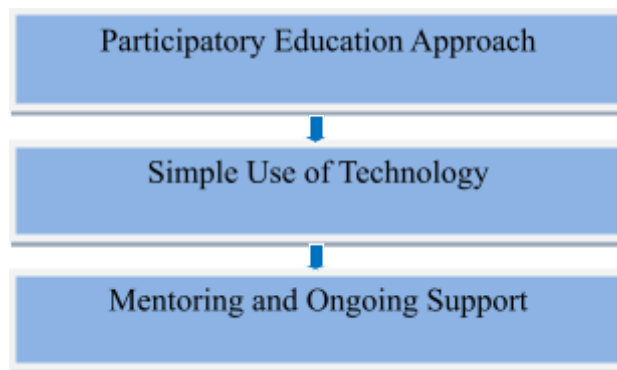 Participatory Education Approach
Simple Use of Technology
Mentoring and Ongoing Support